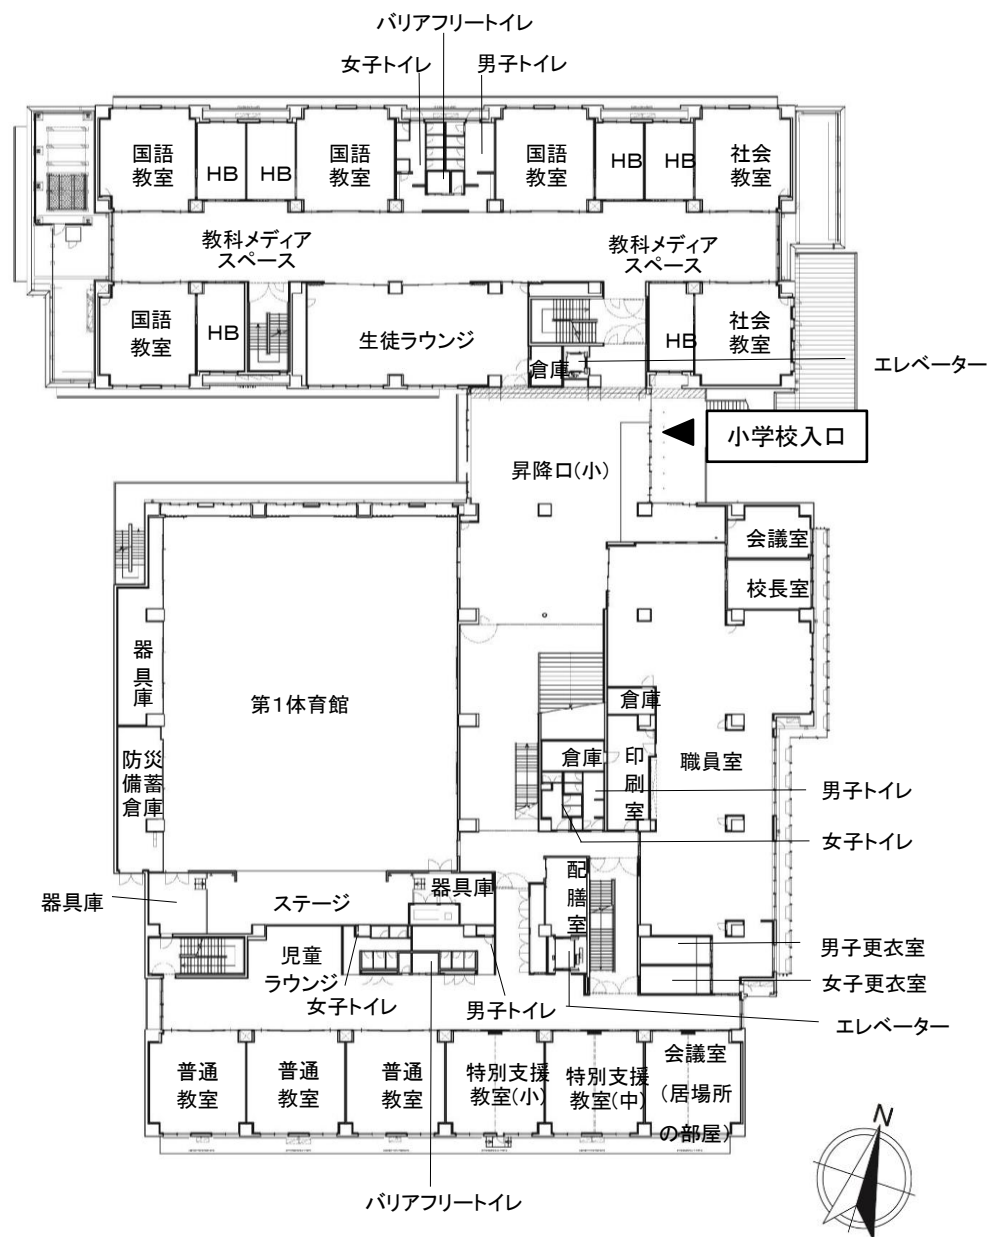 バリアフリートイレ
女子トイレ
男子トイレ
国語
教室
HB
HB
国語
教室
国語
教室
HB
HB
社会
教室
教科メディア
スペース
教科メディア
スペース
国語
教室
HB
生徒ラウンジ
倉庫
HB
社会
教室
エレベーター
小学校入口
昇降口(小)
会議室
校長室
器具庫
第1体育館
倉庫
防災
備蓄
倉庫
倉庫
印刷室
職員室
男子トイレ
女子トイレ
器具庫
ステージ
器具庫
配膳室
児童
ラウンジ
女子トイレ
男子トイレ
男子更衣室
女子更衣室
エレベーター
普通
教室
普通
教室
普通
教室
特別支援
教室(小)
特別支援
教室(中)
会議室
(居場所
の部屋)
バリアフリートイレ
N